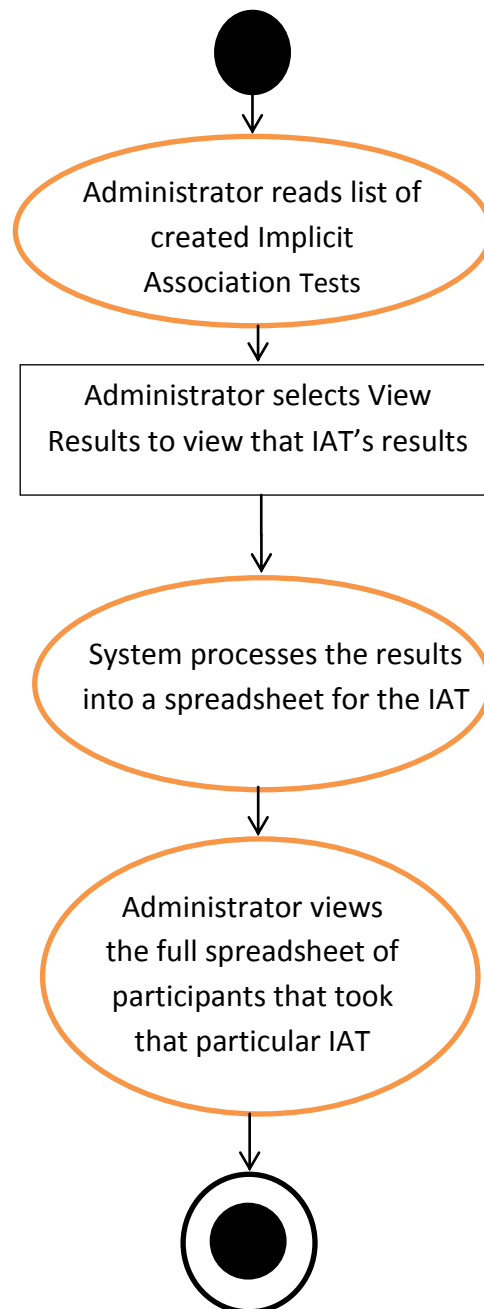 Administrator reads list of
created Implicit
Association Tests
Administrator selects View
Results to view that IAT’s results
System processes the results
into a spreadsheet for the IAT
Administrator views
the full spreadsheet of
participants that took
that particular IAT